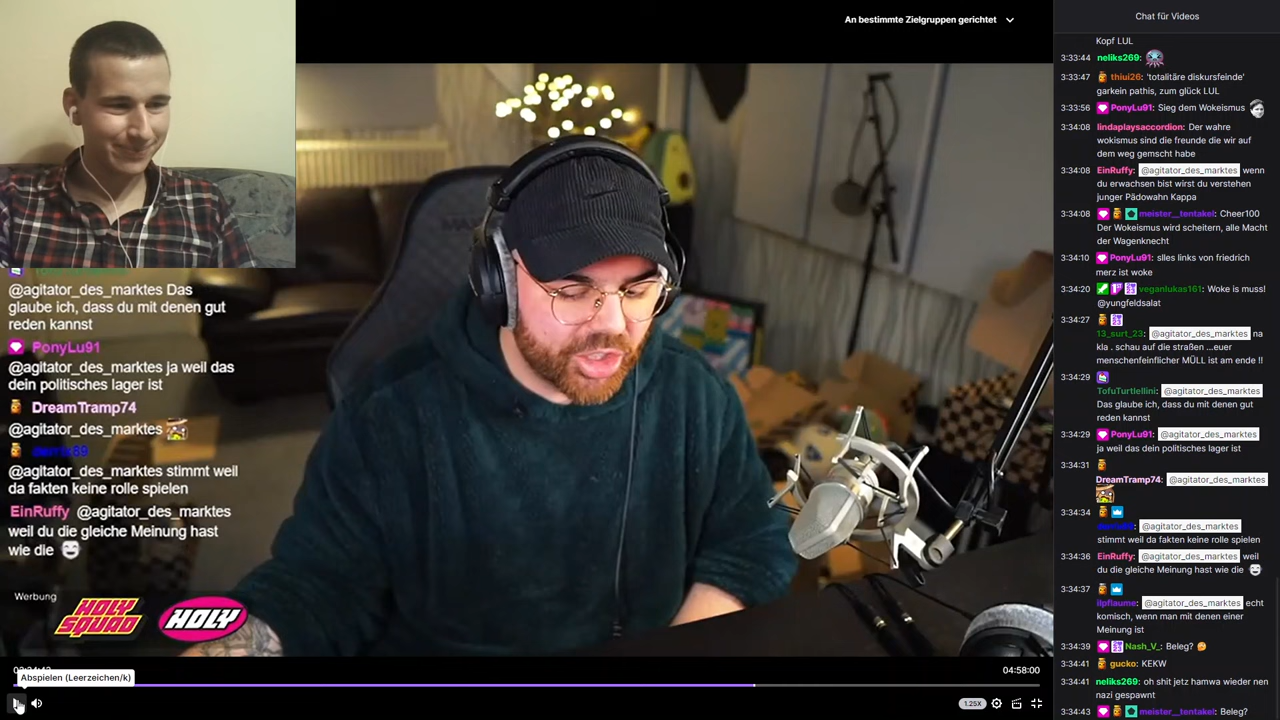 An bestimmte Zielgruppen gerichtet
Chat für Videos
Kopf LUL
3:33:44 neliks269:
3:33:47 thiui26: 'totalitäre diskursfeinde'
garkein pathis, zum glück LUL
3:33:56 PonyLu91: Sieg dem Wokeismus
3:34:08 lindaplaysaccordion: Der wahre
wokismus sind die freunde die wir auf
dem weg gemscht habe
3:34:08 EinRuffy: @agitator_des_marktes wenn
du erwachsen bist wirst du verstehen
junger Pädowahn Kappa
3:34:08 meister__tentakel: Cheer100
Der Wokeismus wird scheitern, alle Macht
der Wagenknecht
3:34:10 PonyLu91: slles links von friedrich
merz ist woke
3:34:20 veganlukas161: Woke is muss!
@yungfeldsalat
3:34:27
13_surt_23: @agitator_des_marktes na
kla . schau auf die straßen ...euer
menschenfeinflicher MÜLL ist am ende !!
3:34:29
TofuTurtlellini: @agitator_des_marktes
Das glaube ich, dass du mit denen gut
reden kannst
3:34:29 PonyLu91: @agitator_des_marktes
ja weil das dein politisches lager ist
3:34:31
DreamTramp74: @agitator_des_marktes
3:34:34
@agitator_des_marktes
stimmt weil da fakten keine rolle spielen
3:34:36 EinRuffy: @agitator_des_marktes weil
du die gleiche Meinung hast wie die
3:34:37
ilpflaume: @agitator_des_marktes echt
komisch, wenn man mit denen einer
Meinung ist
3:34:39 Nash_V_: Beleg?
3:34:41 gucko: KEKW
3:34:41 neliks269: oh shit jetz hamwa wieder nen
nazi gespawnt
3:34:43 meister__tentakel: Beleg?
@agitator_des_marktes Das
glaube ich, dass du mit denen gut
reden kannst
PonyLu91
@agitator_des_marktes ja weil das
dein politisches lager ist
DreamTramp74
@agitator_des_marktes
@agitator_des_marktes stimmt weil
da fakten keine rolle spielen
EinRuffy @agitator_des_marktes
weil du die gleiche Meinung hast
wie die
Werbung
HOLY
SQUAD
HOLY
04:58:00
Abspielen (Leerzeichen/k)
1.25X